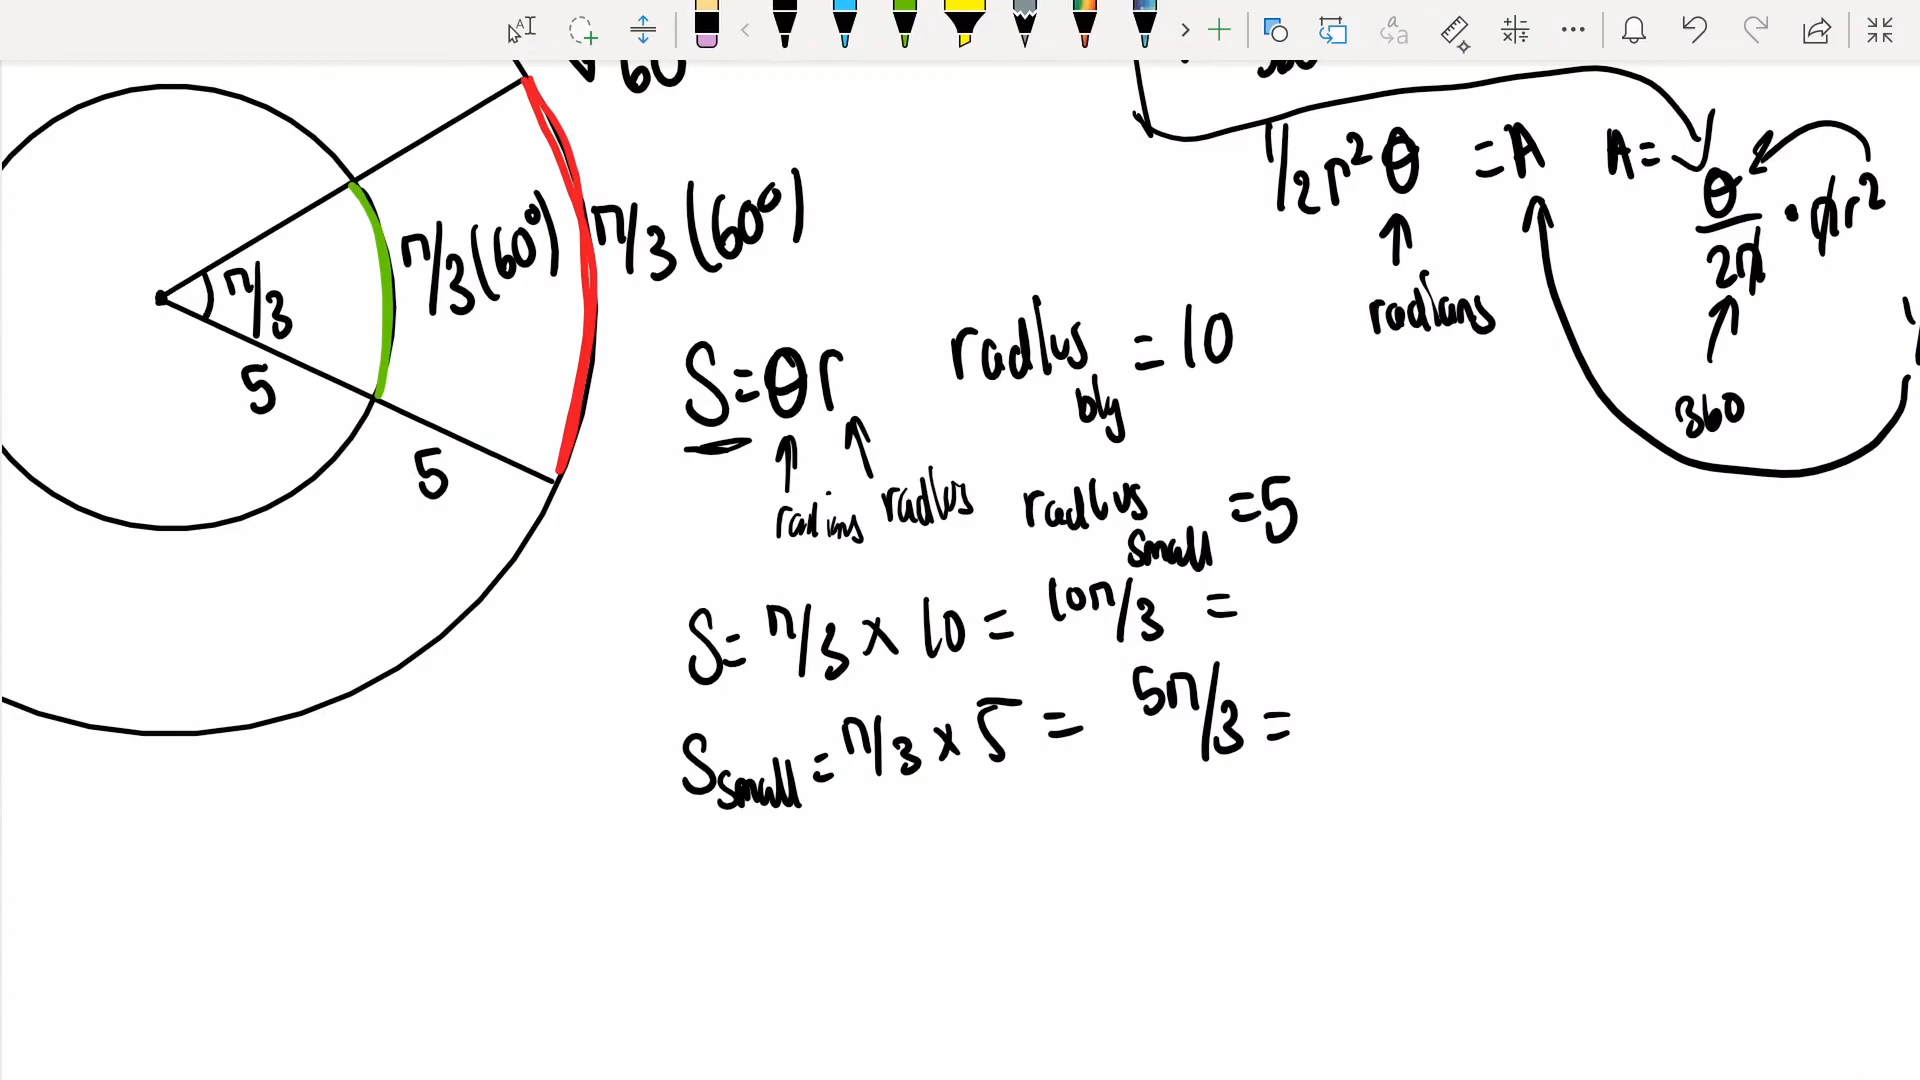 60
½r²θ = A  A = θ/2π · πr²
↑ radians
360
π/3
π/3 (60°)
π/3 (60°)
5
5
S = θr
radians
radius
radius big = 10
radius small = 5
S = π/3 × 10 = 10π/3 =
S small = π/3 × 5 = 5π/3 =